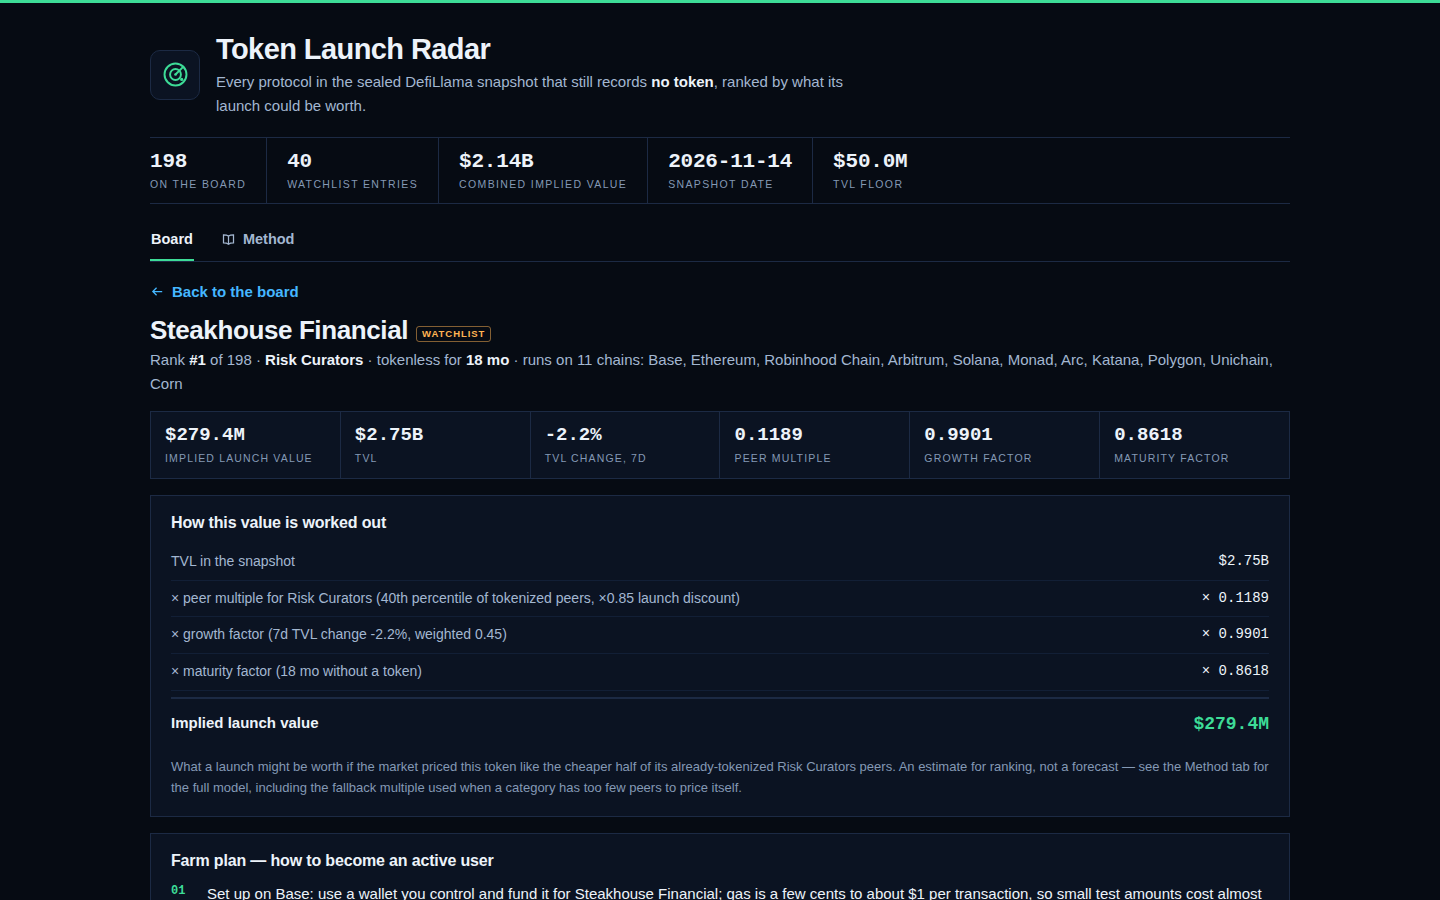 Token Launch Radar
Every protocol in the sealed DefiLlama snapshot that still records no token, ranked by what its
launch could be worth.
198
ON THE BOARD
40
WATCHLIST ENTRIES
$2.14B
COMBINED IMPLIED VALUE
2026-11-14
SNAPSHOT DATE
$50.0M
TVL FLOOR
Board
Method
← Back to the board
Steakhouse Financial WATCHLIST
Rank #1 of 198 · Risk Curators · tokenless for 18 mo · runs on 11 chains: Base, Ethereum, Robinhood Chain, Arbitrum, Solana, Monad, Arc, Katana, Polygon, Unichain,
Corn
$279.4M
IMPLIED LAUNCH VALUE
$2.75B
TVL
-2.2%
TVL CHANGE, 7D
0.1189
PEER MULTIPLE
0.9901
GROWTH FACTOR
0.8618
MATURITY FACTOR
How this value is worked out
TVL in the snapshot $2.75B
× peer multiple for Risk Curators (40th percentile of tokenized peers, ×0.85 launch discount) × 0.1189
× growth factor (7d TVL change -2.2%, weighted 0.45) × 0.9901
× maturity factor (18 mo without a token) × 0.8618
Implied launch value $279.4M
What a launch might be worth if the market priced this token like the cheaper half of its already-tokenized Risk Curators peers. An estimate for ranking, not a forecast — see the Method tab for
the full model, including the fallback multiple used when a category has too few peers to price itself.
Farm plan — how to become an active user
01 Set up on Base: use a wallet you control and fund it for Steakhouse Financial; gas is a few cents to about $1 per transaction, so small test amounts cost almost